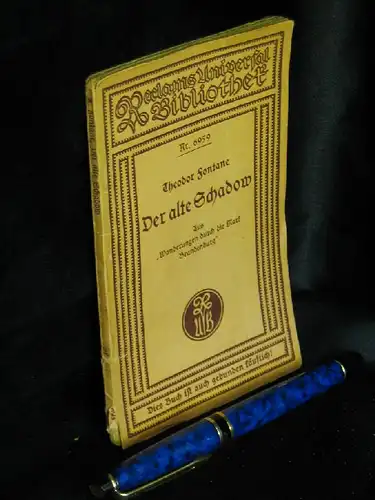 Reclams Universal
Bibliothek
Nr. 6959
Theodor Fontane
Der alte Schadow
Aus
„Wanderungen durch die Mark
Brandenburg“
Dies Buch ist auch gebunden käuflich!